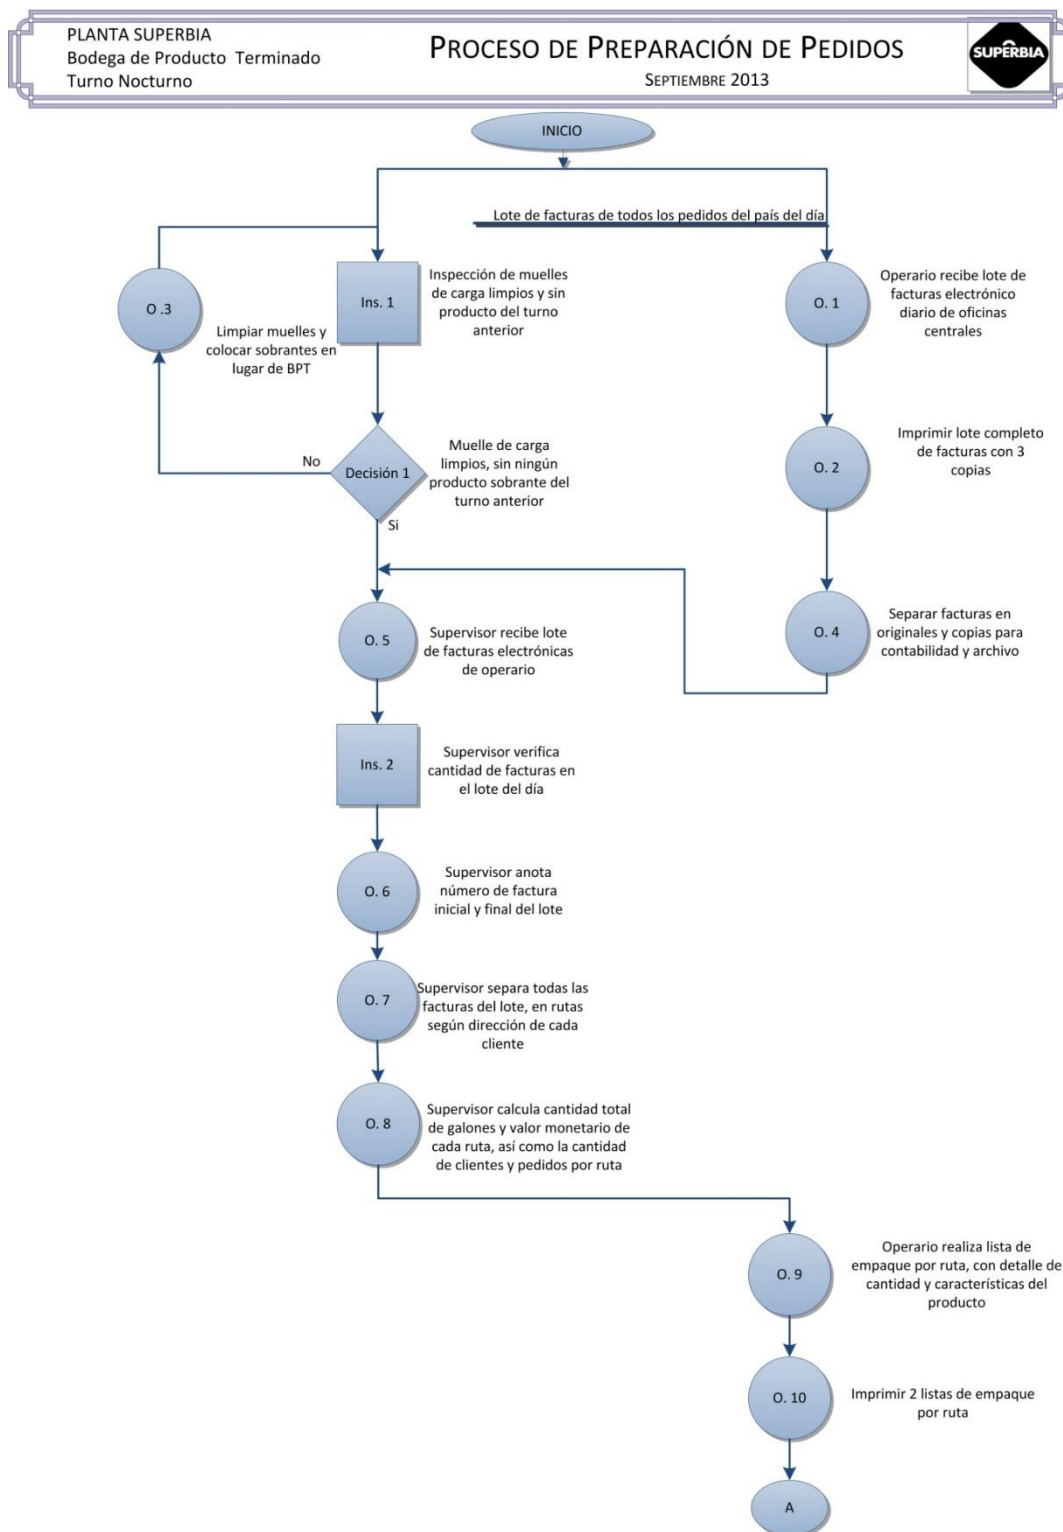 PLANTA SUPERBIA
Bodega de Producto Terminado
Turno Nocturno
PROCESO DE PREPARACIÓN DE PEDIDOS
SEPTIEMBRE 2013
SUPERBIA
INICIO
Lote de facturas de todos los pedidos del país del día
O .3
Limpiar muelles y
colocar sobrantes en
lugar de BPT
Ins. 1
Inspección de muelles
de carga limpios y sin
producto del turno
anterior
O. 1
Operario recibe lote de
facturas electrónico
diario de oficinas
centrales
No
Decisión 1
Muelle de carga
limpios, sin ningún
producto sobrante del
turno anterior
Si
O. 2
Imprimir lote completo
de facturas con 3
copias
O. 4
Separar facturas en
originales y copias para
contabilidad y archivo
O. 5
Supervisor recibe lote
de facturas electrónicas
de operario
Ins. 2
Supervisor verifica
cantidad de facturas en
el lote del día
O. 6
Supervisor anota
número de factura
inicial y final del lote
O. 7
Supervisor separa todas las
facturas del lote, en rutas
según dirección de cada
cliente
O. 8
Supervisor calcula cantidad total
de galones y valor monetario de
cada ruta, así como la cantidad
de clientes y pedidos por ruta
O. 9
Operario realiza lista de
empaque por ruta, con detalle de
cantidad y características del
producto
O. 10
Imprimir 2 listas de empaque
por ruta
A